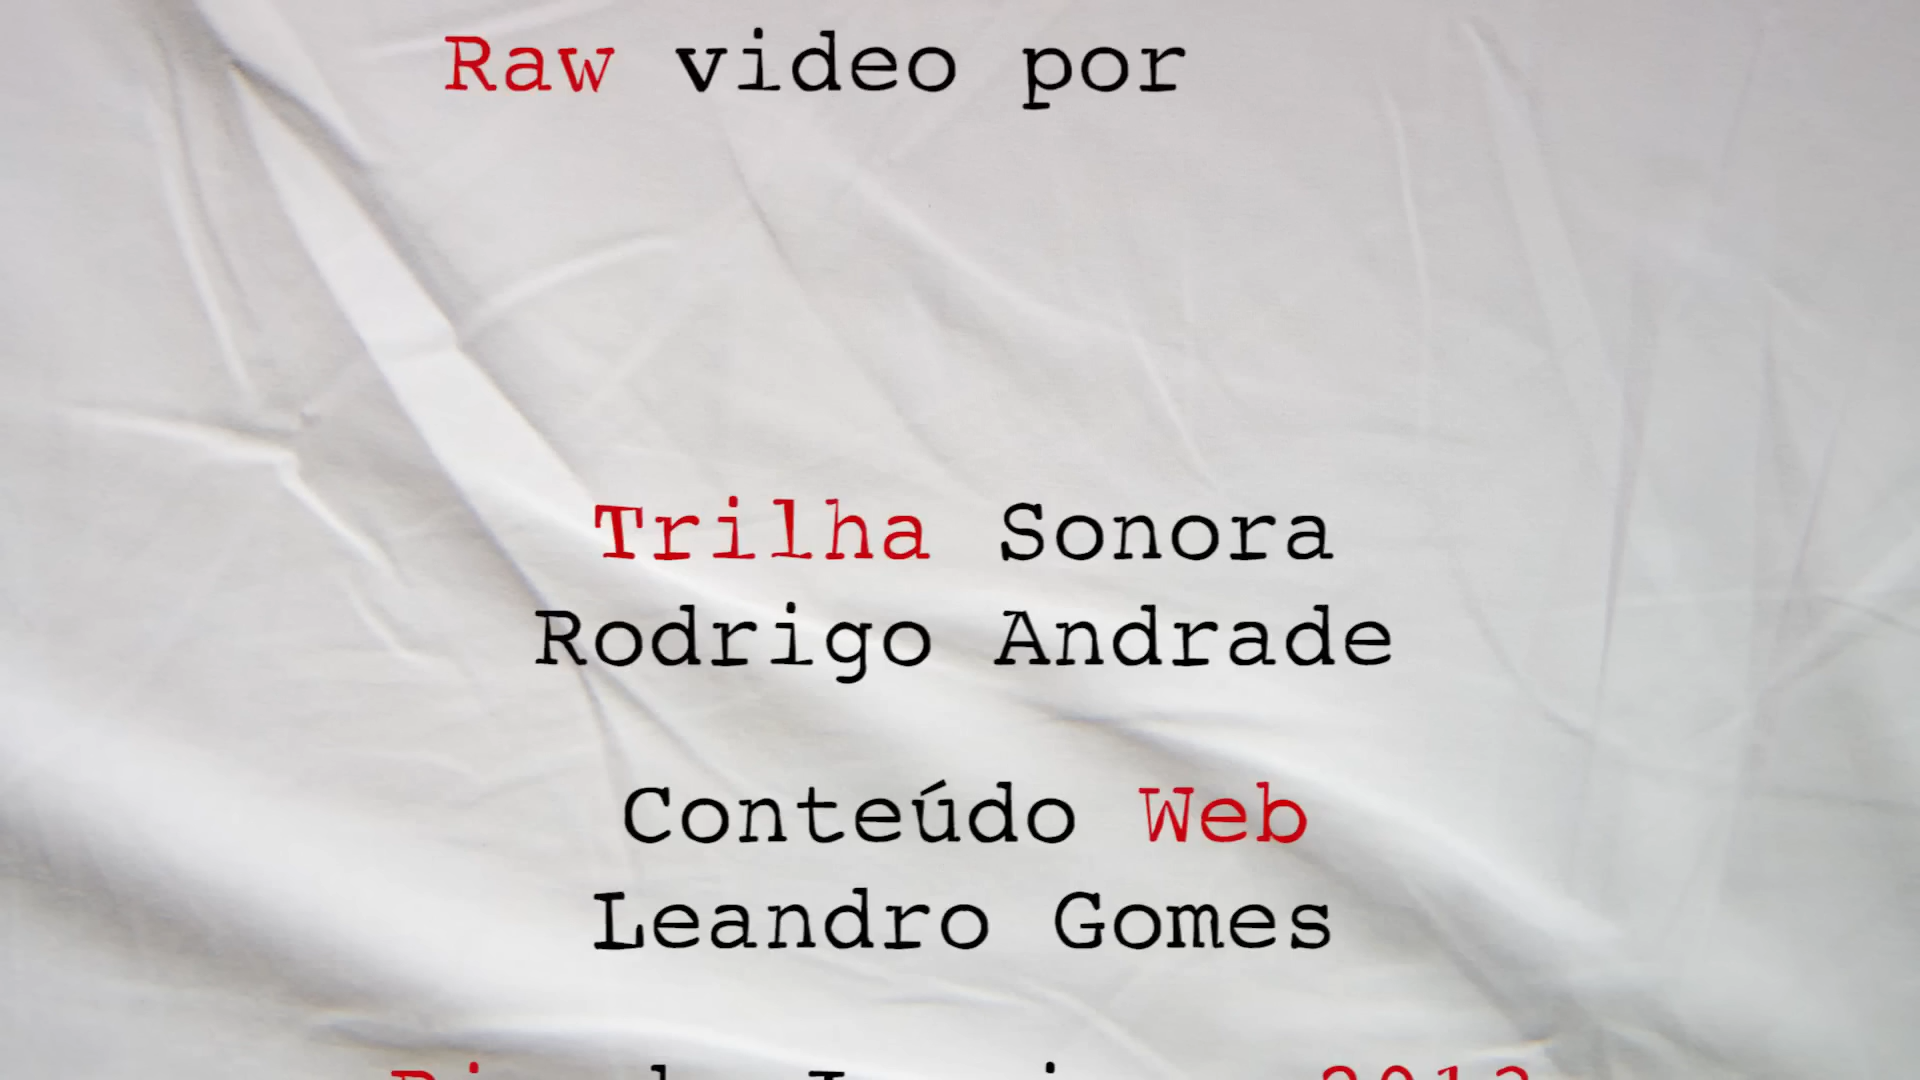 Raw video por
Trilha Sonora
Rodrigo Andrade
Conteúdo Web
Leandro Gomes